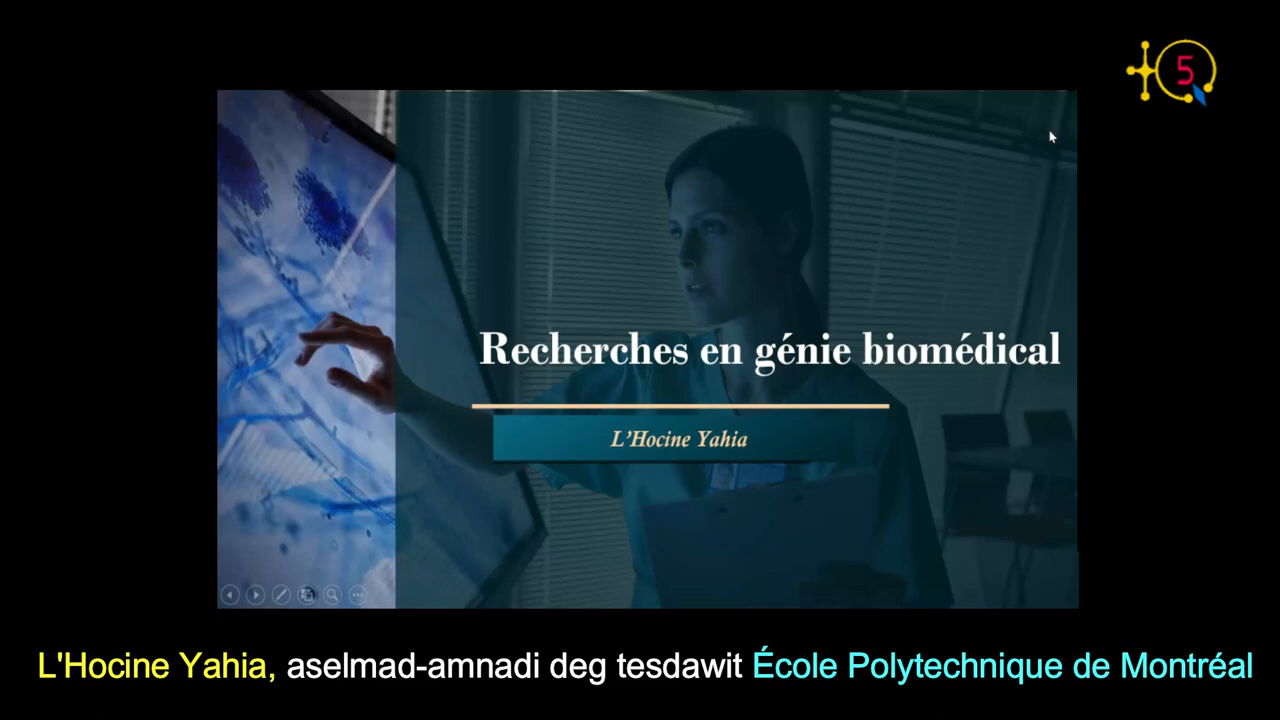 5
Recherches en génie biomédical
L'Hocine Yahia
L'Hocine Yahia, aselmad-amnadi deg tesdawit École Polytechnique de Montréal